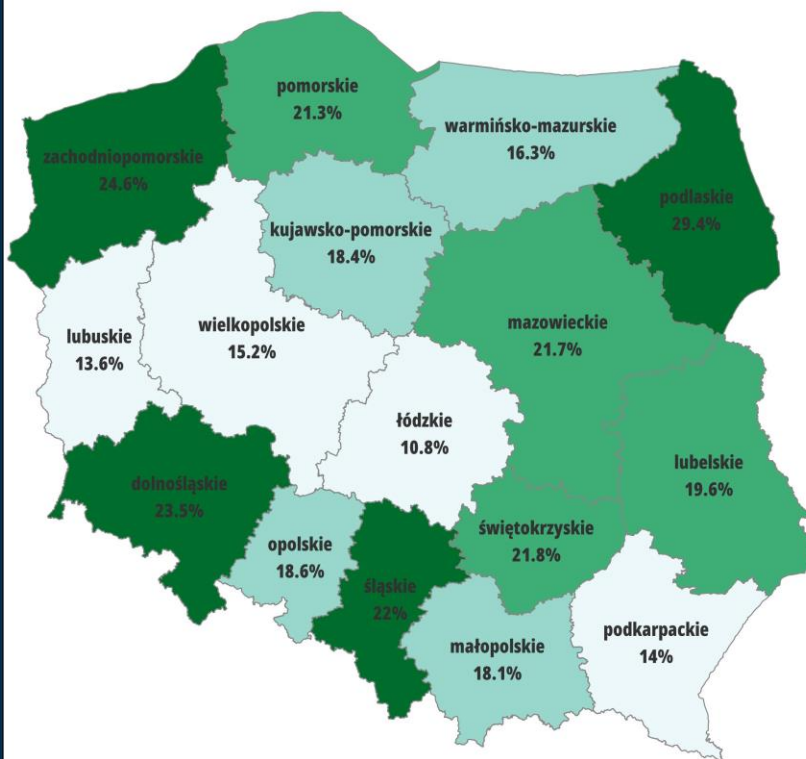 pomorskie
21.3%
warmińsko-mazurskie
16.3%
zachodniopomorskie
24.6%
podlaskie
29.4%
kujawsko-pomorskie
18.4%
lubuskie
13.6%
wielkopolskie
15.2%
mazowieckie
21.7%
łódzkie
10.8%
lubelskie
19.6%
dolnośląskie
23.5%
opolskie
18.6%
świętokrzyskie
21.8%
śląskie
22%
małopolskie
18.1%
podkarpackie
14%